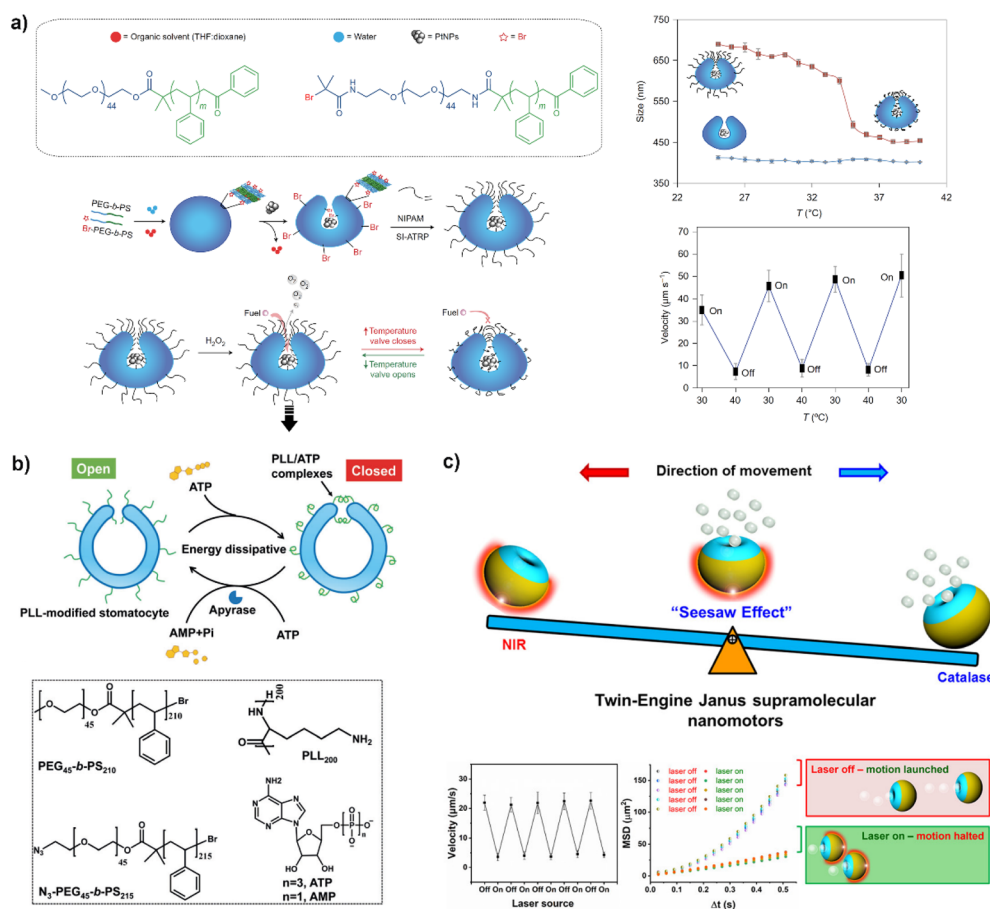 a)
= Organic solvent (THF:dioxane)
= Water
= PtNPs
= Br
O
O
44
O
O
m
O
Br
O
N
H
O
O
44
H
N
O
m
O
PEG-b-PS
Br-PEG-b-PS
Br
Br
Br
Br
Br
Br
NIPAM
SI-ATRP
H₂O₂
Fuel
O₂
O₂
O₂
Temperature
valve closes
Temperature
valve opens
Fuel
Size (nm)
750
650
550
450
350
22
27
32
37
42
T (°C)
Velocity (µm s⁻¹)
70
60
50
40
30
20
10
0
On
Off
On
Off
On
Off
On
30
40
30
40
30
40
30
T (ºC)
b)
Open
ATP
PLL/ATP
complexes
Closed
Energy dissipative
PLL-modified stomatocyte
Apyrase
AMP+Pi
ATP
O
45
O
O
210
Br
PEG45-b-PS210
H
200
HN
O
NH2
PLL200
N3
O
45
O
O
215
Br
N3-PEG45-b-PS215
NH2
N
N
N
N
O
O
P
O
O⁻
n
O⁻
HO
OH
n=3, ATP
n=1, AMP
c)
Direction of movement
"Seesaw Effect"
NIR
Catalase
Twin-Engine Janus supramolecular
nanomotors
Velocity (µm/s)
30
20
10
0
Off On Off On Off On Off On Off On
Laser source
MSD (µm²)
150
100
50
0
laser off laser on
laser off laser on
laser off laser on
laser off laser on
laser off laser on
0.0 0.1 0.2 0.3 0.4 0.5
Δt (s)
Laser off – motion launched
Laser on – motion halted